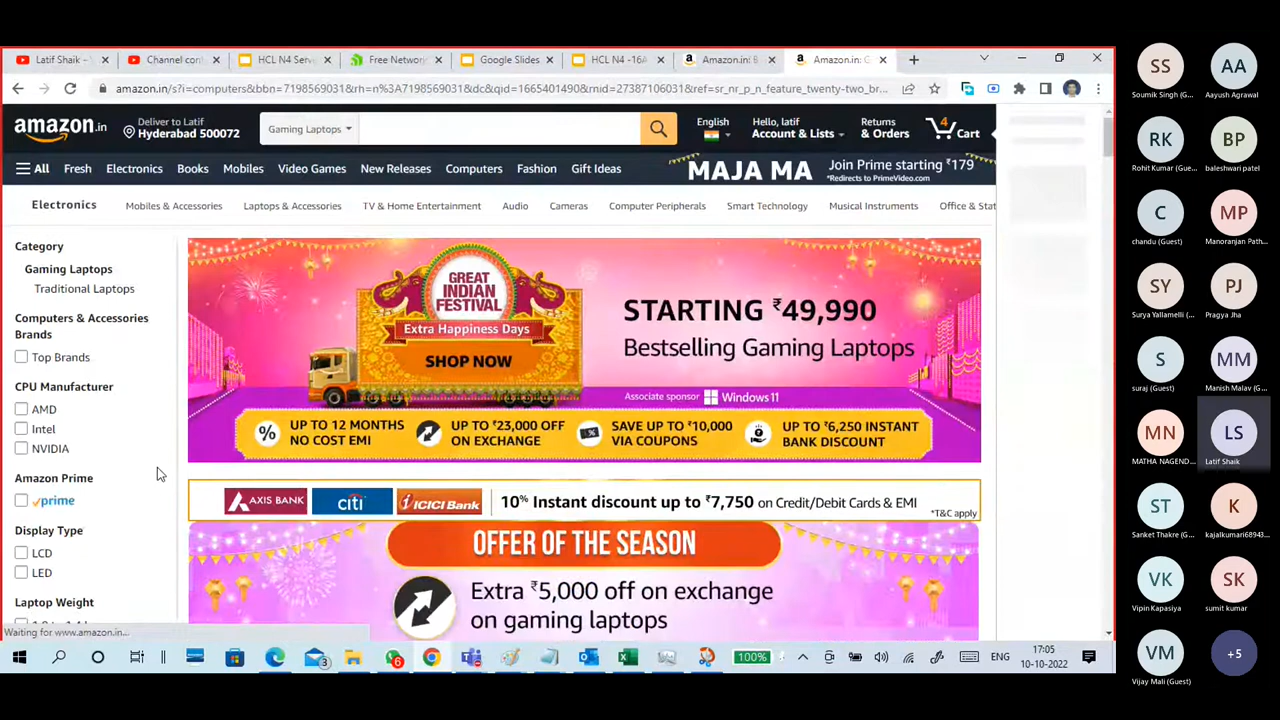 Latif Shaik -
Channel con
HCL N4 Serv
Free Network
Google Slides
HCL N4 -16A
Amazon.in: B
Amazon.in: G
amazon.in/s?i=computers&bbn=7198569031&rh=n%3A7198569031&dc&qid=1665401490&rnid=27387106031&ref=sr_nr_p_n_feature_twenty-two_br...
amazon.in
Deliver to Latif
Hyderabad 500072
Gaming Laptops
English
Hello, latif
Account & Lists
Returns
& Orders
4
Cart
All
Fresh
Electronics
Books
Mobiles
Video Games
New Releases
Computers
Fashion
Gift Ideas
MAJA MA
Join Prime starting ₹179
*Redirects to PrimeVideo.com
Electronics
Mobiles & Accessories
Laptops & Accessories
TV & Home Entertainment
Audio
Cameras
Computer Peripherals
Smart Technology
Musical Instruments
Office & Stat
Category
Gaming Laptops
Traditional Laptops
Computers & Accessories
Brands
Top Brands
CPU Manufacturer
AMD
Intel
NVIDIA
Amazon Prime
prime
Display Type
LCD
LED
Laptop Weight
GREAT
INDIAN
FESTIVAL
Extra Happiness Days
SHOP NOW
STARTING ₹49,990
Bestselling Gaming Laptops
Associate sponsor Windows 11
% UP TO 12 MONTHS
NO COST EMI
UP TO ₹23,000 OFF
ON EXCHANGE
SAVE UP TO ₹10,000
VIA COUPONS
UP TO ₹6,250 INSTANT
BANK DISCOUNT
AXIS BANK
citi
ICICI Bank
10% Instant discount up to ₹7,750 on Credit/Debit Cards & EMI
*T&C apply
OFFER OF THE SEASON
Extra ₹5,000 off on exchange
on gaming laptops
Waiting for www.amazon.in...
3
6
100%
ENG
17:05
10-10-2022
SS
Soumik Singh (G...
AA
Aayush Agrawal
RK
Rohit Kumar (Gue...
BP
baleshwari patel
C
chandu (Guest)
MP
Manoranjan Path...
SY
Surya Yallamelli (...
PJ
Pragya Jha
S
suraj (Guest)
MM
Manish Malav (G...
MN
MATHA NAGEND...
LS
Latif Shaik
ST
Sanket Thakre (G...
K
kajalkumari68943...
VK
Vipin Kapasiya
SK
sumit kumar
VM
Vijay Mali (Guest)
+5